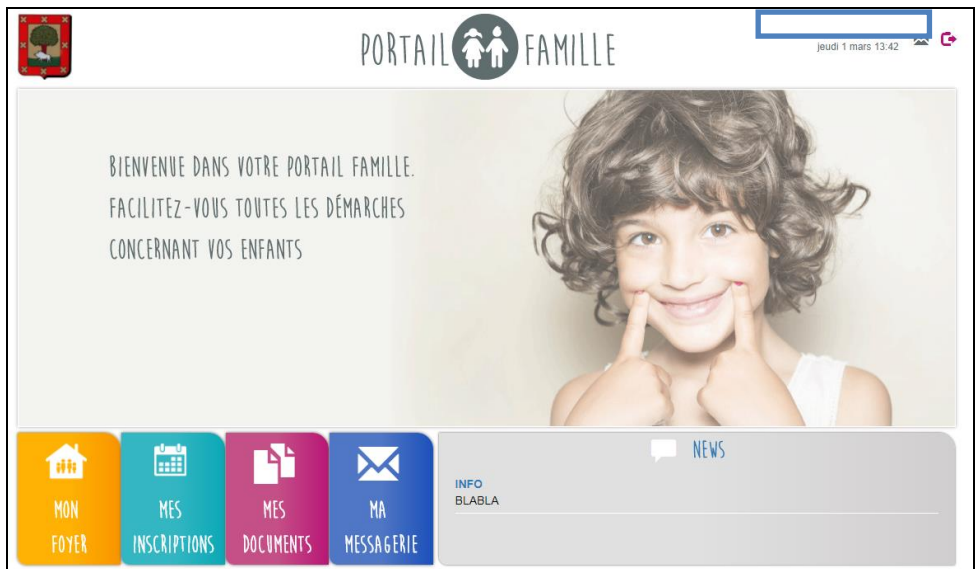 PORTAIL FAMILLE
jeudi 1 mars 13:42
BIENVENUE DANS VOTRE PORTAIL FAMILLE.
FACILITEZ-VOUS TOUTES LES DÉMARCHES
CONCERNANT VOS ENFANTS
MON
FOYER
MES
INSCRIPTIONS
MES
DOCUMENTS
MA
MESSAGERIE
NEWS
INFO
BLABLA